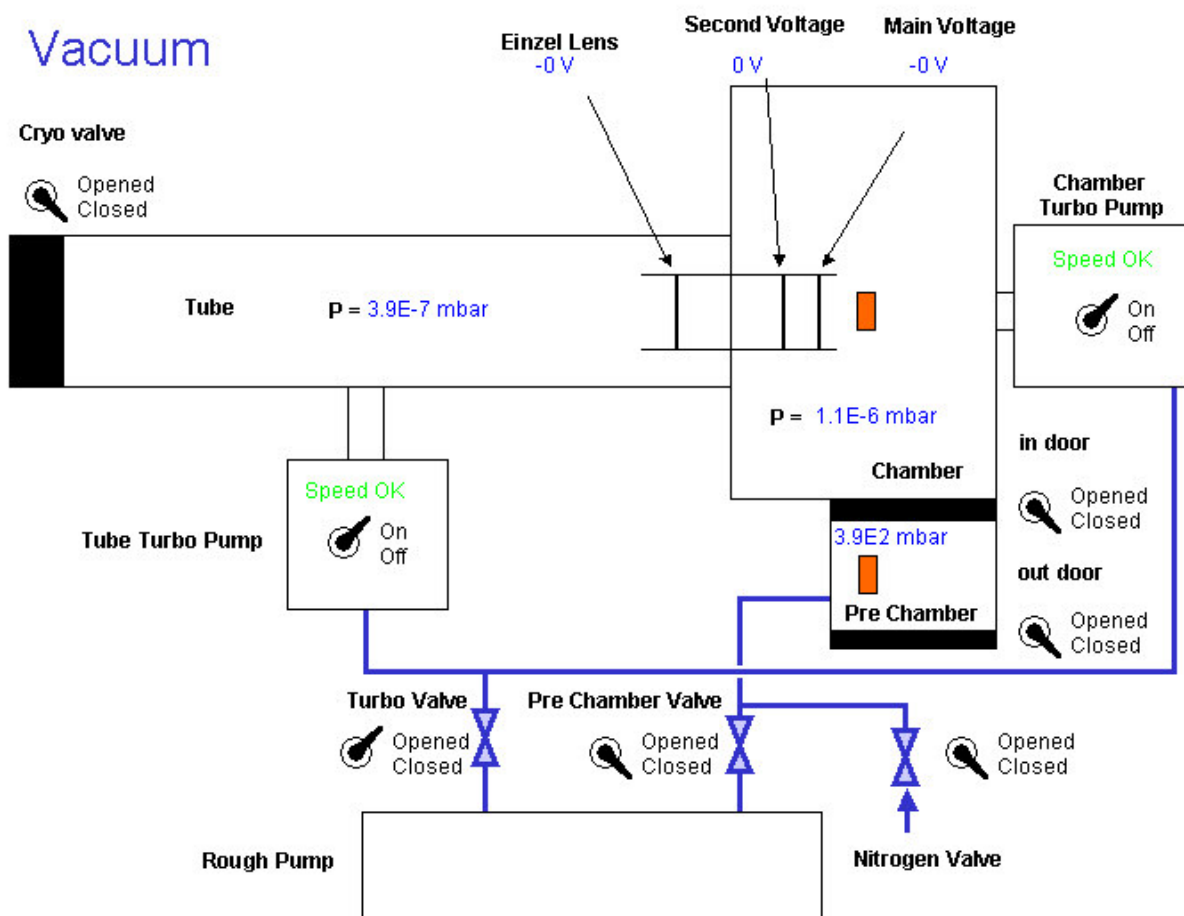 Vacuum
Einzel Lens
-0 V
Second Voltage
0 V
Main Voltage
-0 V
Cryo valve
Opened
Closed
Chamber
Turbo Pump
Speed OK
On
Off
Tube
P = 3.9E-7 mbar
P = 1.1E-6 mbar
Chamber
in door
Opened
Closed
Speed OK
On
Off
Tube Turbo Pump
3.9E2 mbar
Pre Chamber
out door
Opened
Closed
Turbo Valve
Opened
Closed
Pre Chamber Valve
Opened
Closed
Opened
Closed
Nitrogen Valve
Rough Pump